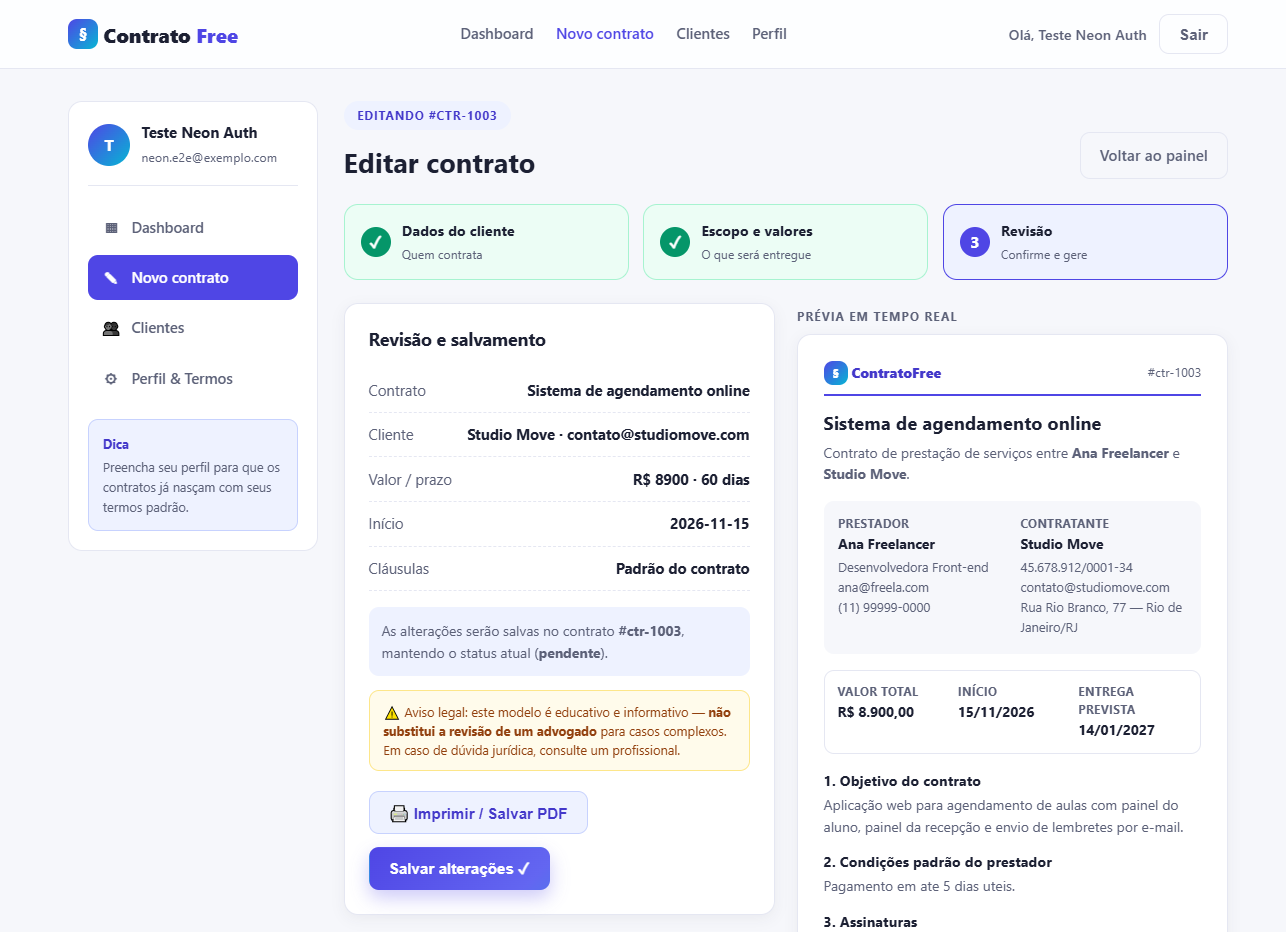 § Contrato Free
Dashboard
Novo contrato
Clientes
Perfil
Olá, Teste Neon Auth
Sair
T
Teste Neon Auth
neon.e2e@exemplo.com
Dashboard
Novo contrato
Clientes
Perfil & Termos
Dica
Preencha seu perfil para que os
contratos já nasçam com seus
termos padrão.
EDITANDO #CTR-1003
Editar contrato
Voltar ao painel
Dados do cliente
Quem contrata
Escopo e valores
O que será entregue
3
Revisão
Confirme e gere
Revisão e salvamento
Contrato Sistema de agendamento online
Cliente Studio Move · contato@studiomove.com
Valor / prazo R$ 8900 · 60 dias
Início 2026-11-15
Cláusulas Padrão do contrato
As alterações serão salvas no contrato #ctr-1003,
mantendo o status atual (pendente).
Aviso legal: este modelo é educativo e informativo — não
substitui a revisão de um advogado para casos complexos.
Em caso de dúvida jurídica, consulte um profissional.
Imprimir / Salvar PDF
Salvar alterações ✓
PRÉVIA EM TEMPO REAL
§ ContratoFree
#ctr-1003
Sistema de agendamento online
Contrato de prestação de serviços entre Ana Freelancer e
Studio Move.
PRESTADOR
Ana Freelancer
Desenvolvedora Front-end
ana@freela.com
(11) 99999-0000
CONTRATANTE
Studio Move
45.678.912/0001-34
contato@studiomove.com
Rua Rio Branco, 77 — Rio de
Janeiro/RJ
VALOR TOTAL
R$ 8.900,00
INÍCIO
15/11/2026
ENTREGA
PREVISTA
14/01/2027
1. Objetivo do contrato
Aplicação web para agendamento de aulas com painel do
aluno, painel da recepção e envio de lembretes por e-mail.
2. Condições padrão do prestador
Pagamento em ate 5 dias uteis.
3. Assinaturas